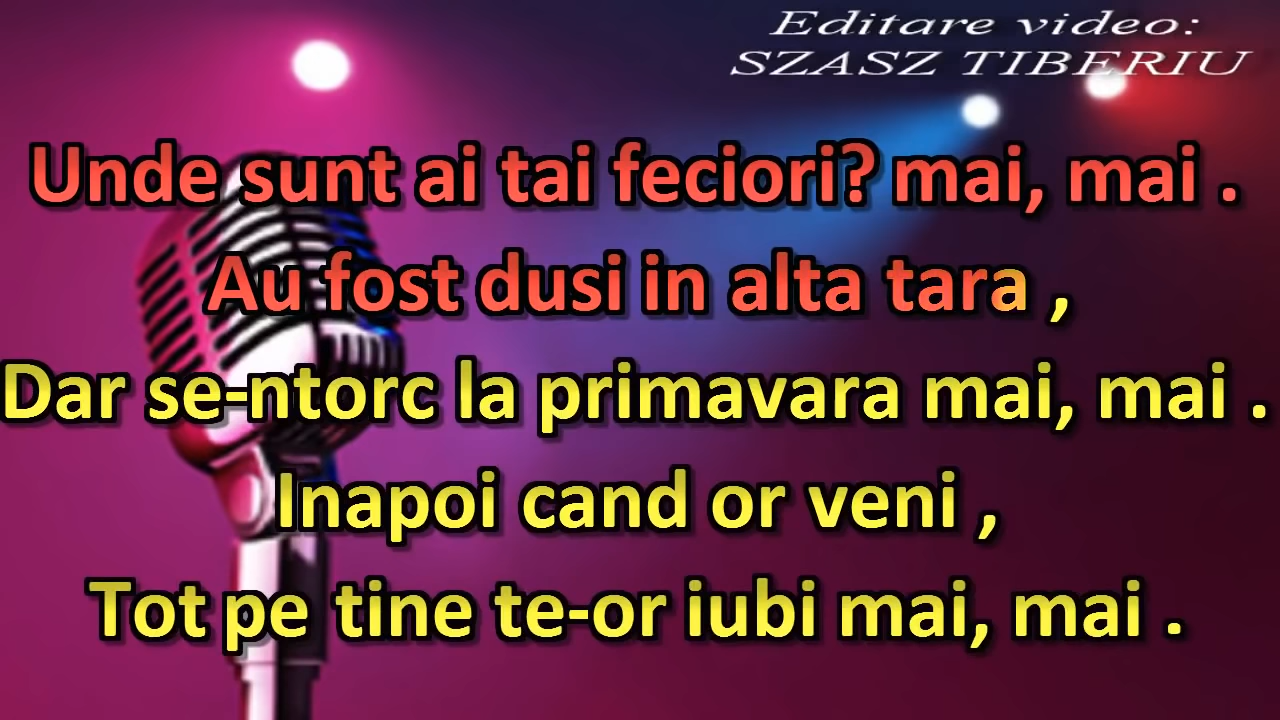 Editare video:
SZASZ TIBERIU
Unde sunt ai tai feciori? mai, mai .
Au fost dusi in alta tara ,
Dar se-ntorc la primavara mai, mai .
Inapoi cand or veni ,
Tot pe tine te-or iubi mai, mai .